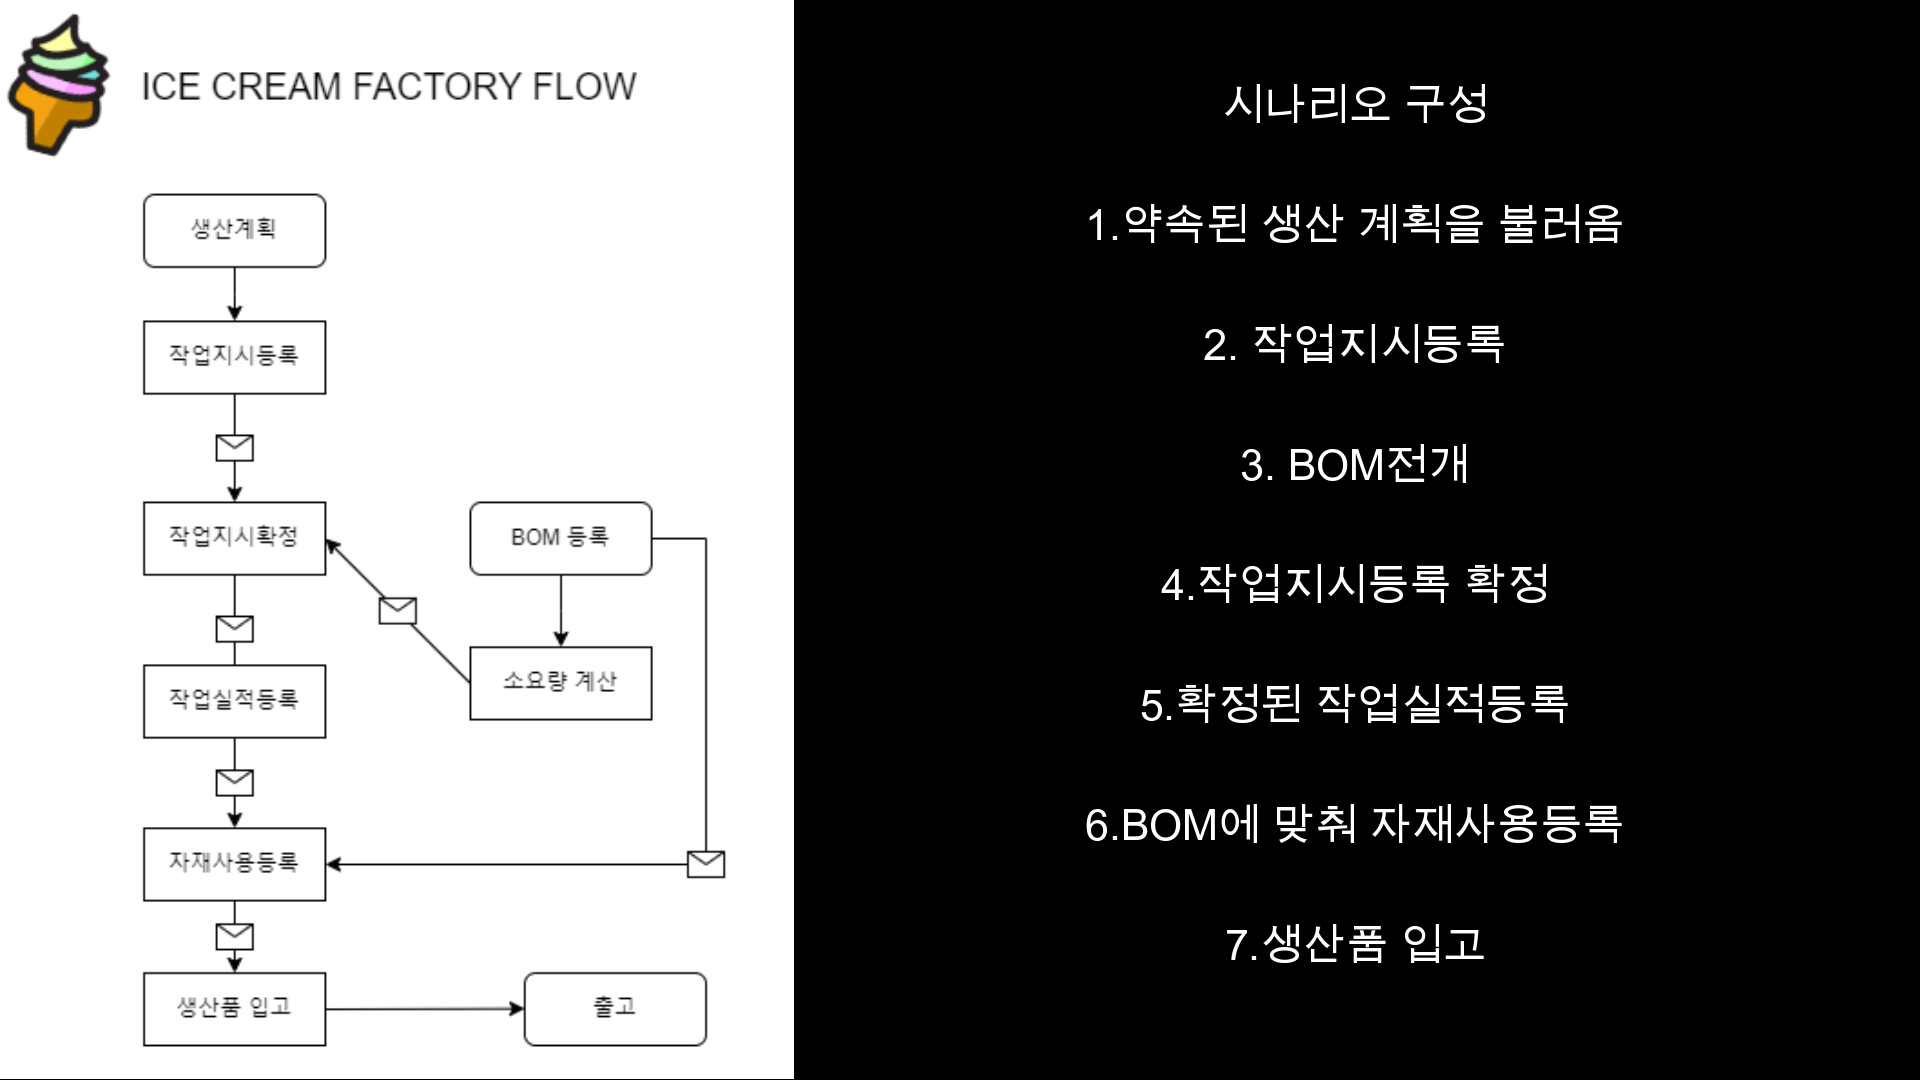 ICE CREAM FACTORY FLOW
생산계획
작업지시등록
작업지시확정
BOM 등록
소요량 계산
작업실적등록
자재사용등록
생산품 입고
출고
시나리오 구성
1.약속된 생산 계획을 불러옴
2. 작업지시등록
3. BOM전개
4.작업지시등록 확정
5.확정된 작업실적등록
6.BOM에 맞춰 자재사용등록
7.생산품 입고